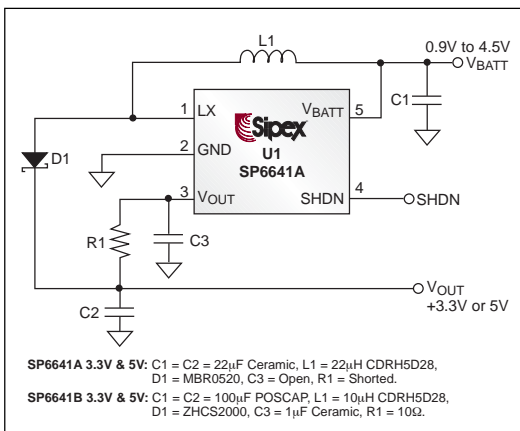 L1
0.9V to 4.5V
VBATT
1 LX
VBATT 5
C1
Sipex
D1
2 GND
U1
SP6641A
3 VOUT
SHDN 4
SHDN
R1
C3
VOUT
+3.3V or 5V
C2
SP6641A 3.3V & 5V: C1 = C2 = 22μF Ceramic, L1 = 22μH CDRH5D28,
D1 = MBR0520, C3 = Open, R1 = Shorted.
SP6641B 3.3V & 5V: C1 = C2 = 100μF POSCAP, L1 = 10μH CDRH5D28,
D1 = ZHCS2000, C3 = 1μF Ceramic, R1 = 10Ω.